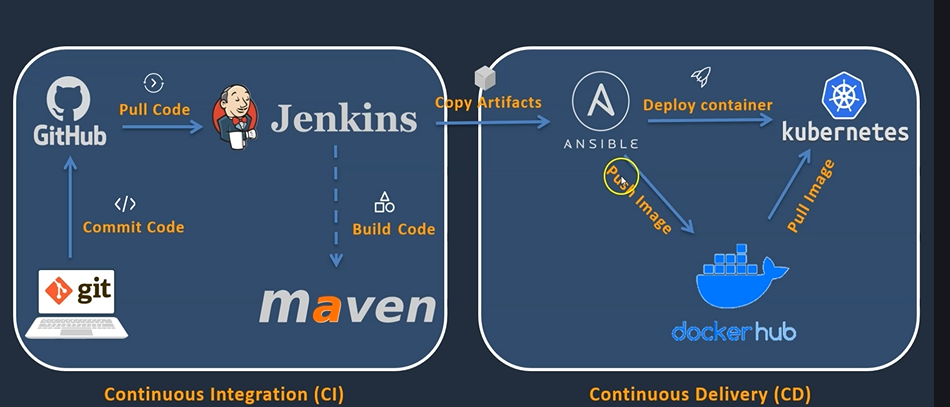 GitHub
Pull Code
Jenkins
Copy Artifacts
ANSIBLE
Deploy container
kubernetes
Commit Code
Build Code
Push Image
Pull Image
git
maven
docker hub
Continuous Integration (CI)
Continuous Delivery (CD)